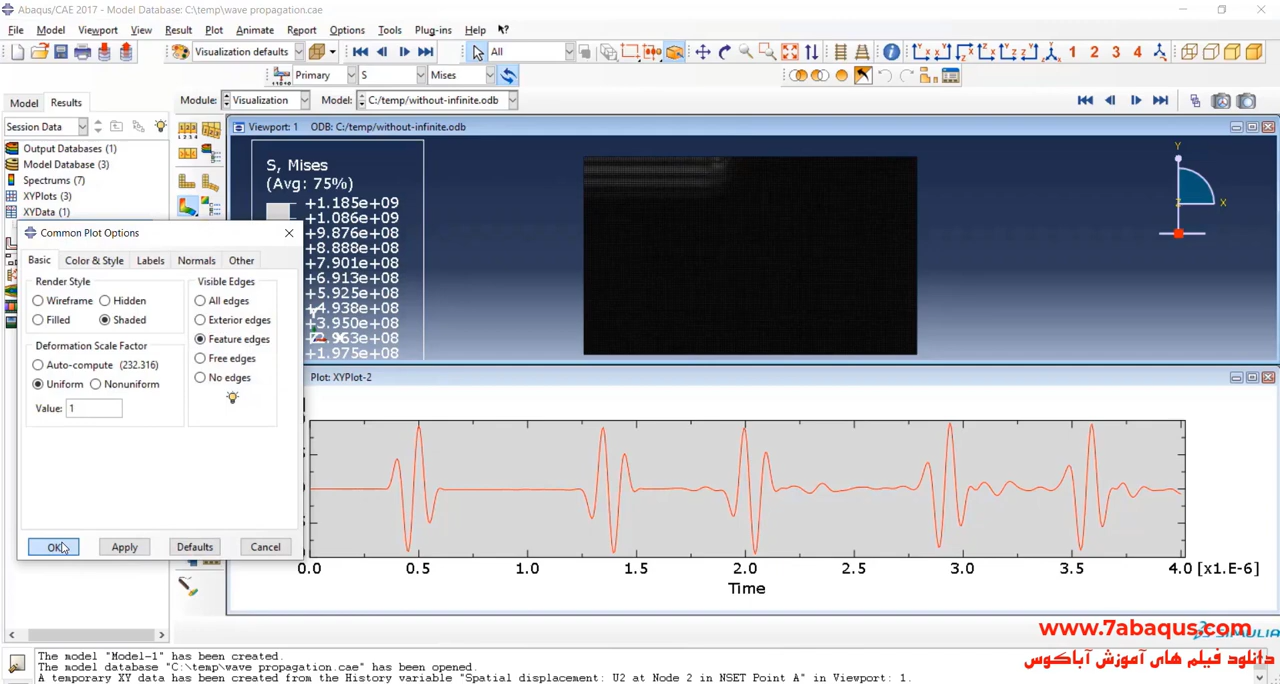 Abaqus/CAE 2017 - Model Database: C:\temp\wave propagation.cae
File Model Viewport View Result Plot Animate Report Options Tools Plug-ins Help
Visualization defaults All 1 2 3 4
Primary S Mises
Model Results Module: Visualization Model: C:/temp/without-infinite.odb
Session Data
Output Databases (1)
Model Database (3)
Spectrums (7)
XYPlots (3)
XYData (1)
Viewport: 1 ODB: C:/temp/without-infinite.odb
S, Mises
(Avg: 75%)
+1.185e+09
+1.086e+09
+9.876e+08
+8.888e+08
+7.901e+08
+6.913e+08
+5.925e+08
+4.938e+08
+3.950e+08
+2.963e+08
+1.975e+08
Y
Z
X
Common Plot Options
Basic Color & Style Labels Normals Other
Render Style
Wireframe Hidden
Filled Shaded
Deformation Scale Factor
Auto-compute (232.316)
Uniform Nonuniform
Value: 1
Visible Edges
All edges
Exterior edges
Feature edges
Free edges
No edges
OK Apply Defaults Cancel
Plot: XYPlot-2
0.0 0.5 1.0 1.5 2.0 2.5 3.0 3.5 4.0 [x1.E-6]
Time
www.7abaqus.com
SIMULIA
دانلود فیلم های آموزش آباکوس
The model "Model-1" has been created.
The model database "C:\temp\wave propagation.cae" has been opened.
A temporary XY data has been created from the History variable "Spatial displacement: U2 at Node 2 in NSET Point A" in Viewport: 1.